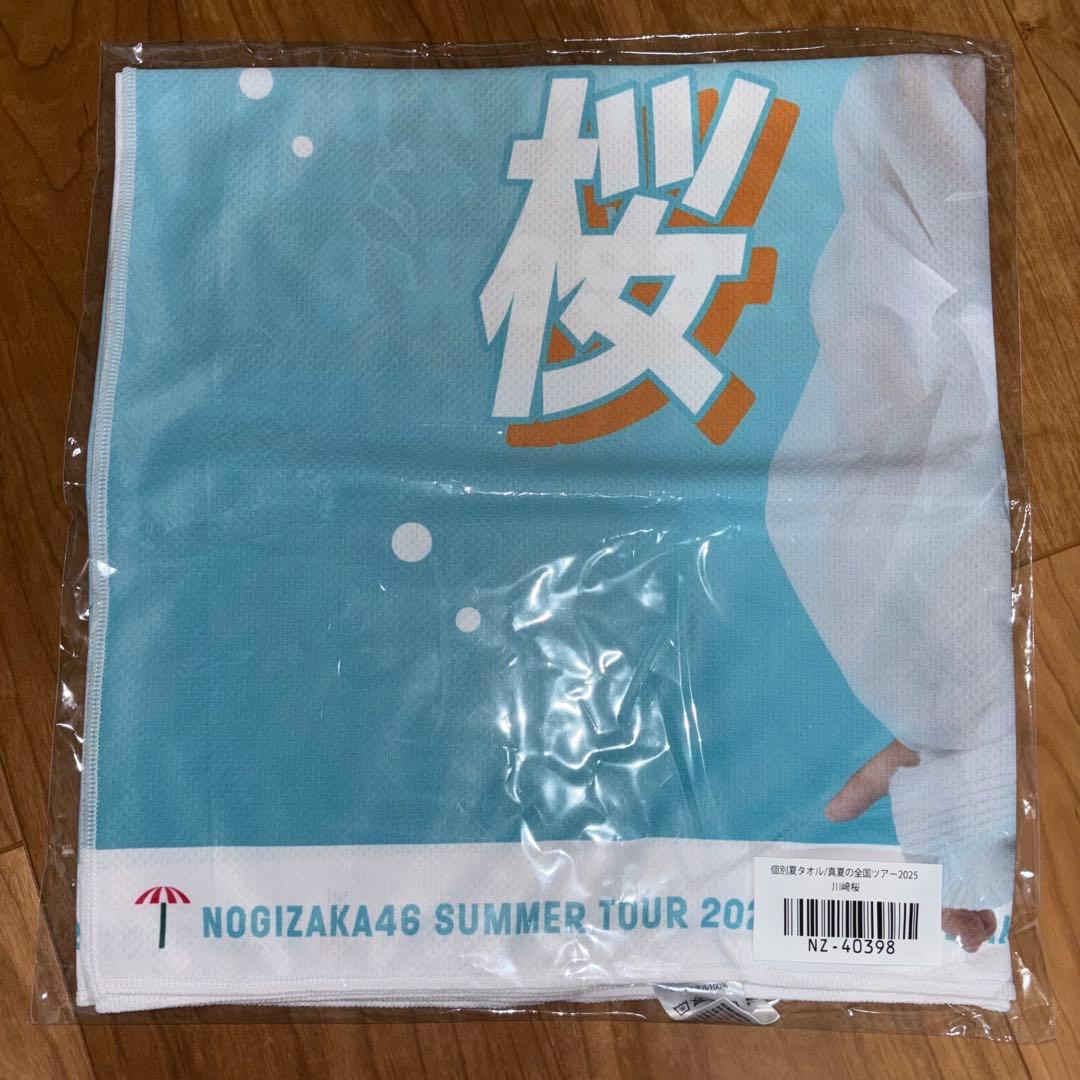 桜
NOGIZAKA46 SUMMER TOUR 202
個別夏タオル/真夏の全国ツアー2025
川﨑桜
NZ-40398
100%